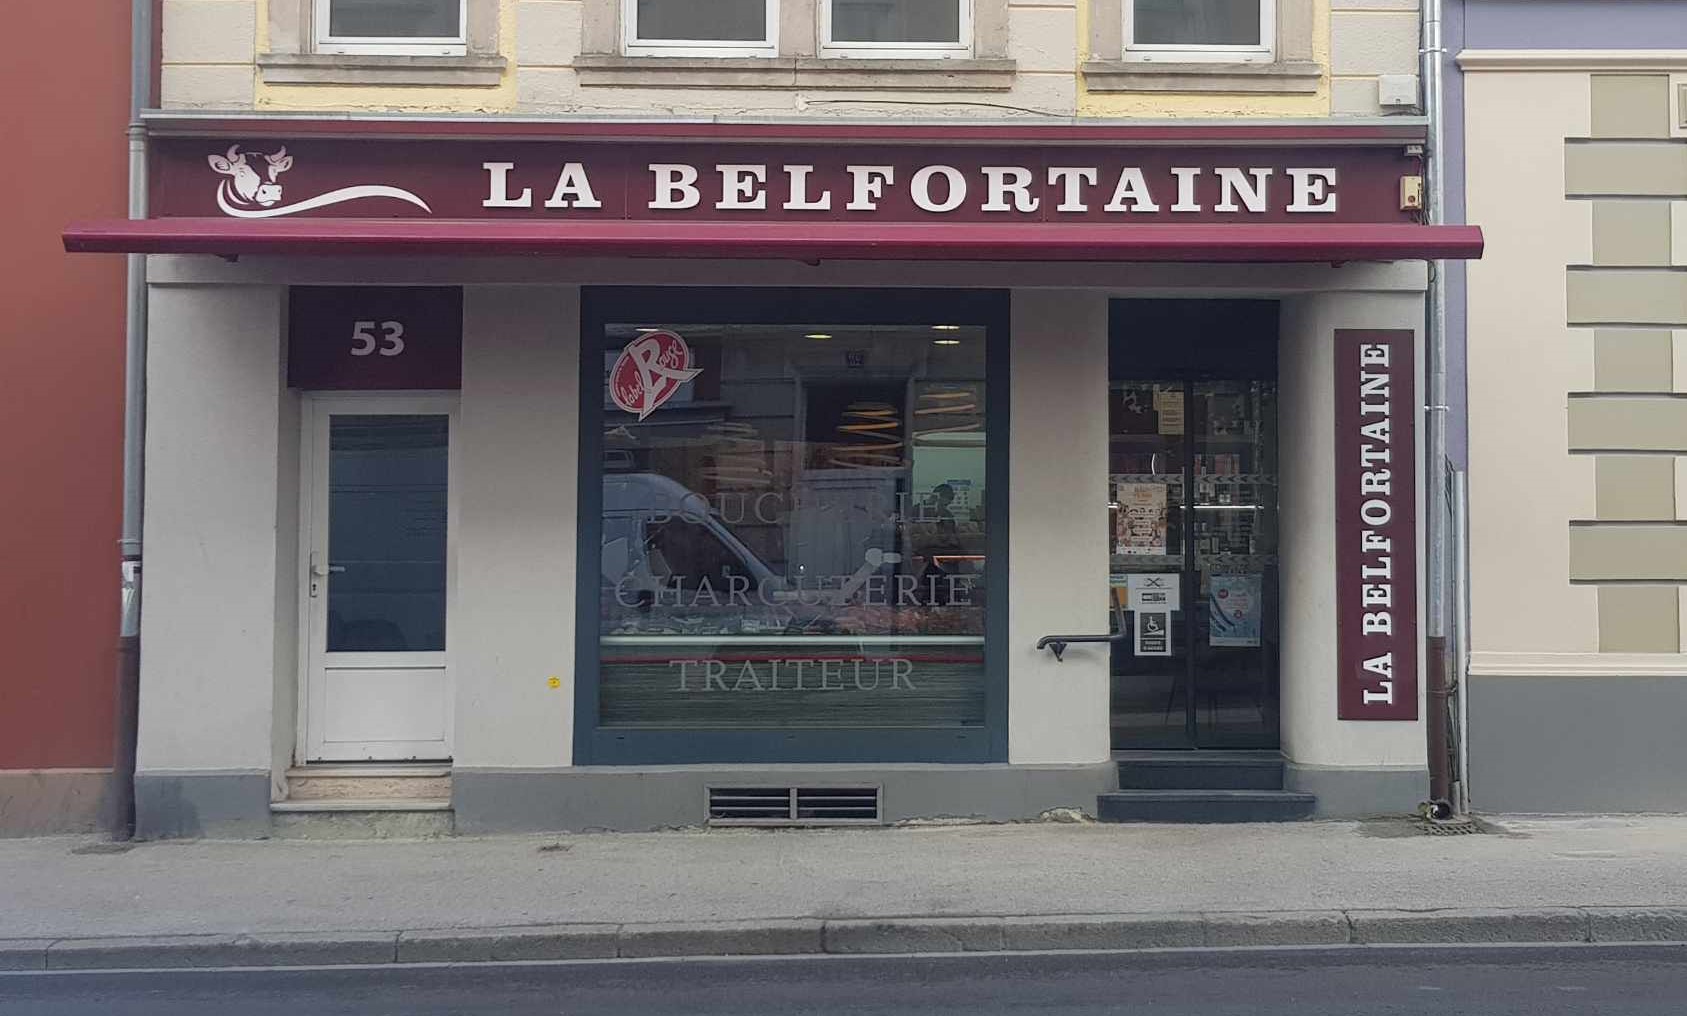 LA BELFORTAINE
53
label Rouge
BOUCHERIE
CHARCUTERIE
TRAITEUR
LA BELFORTAINE